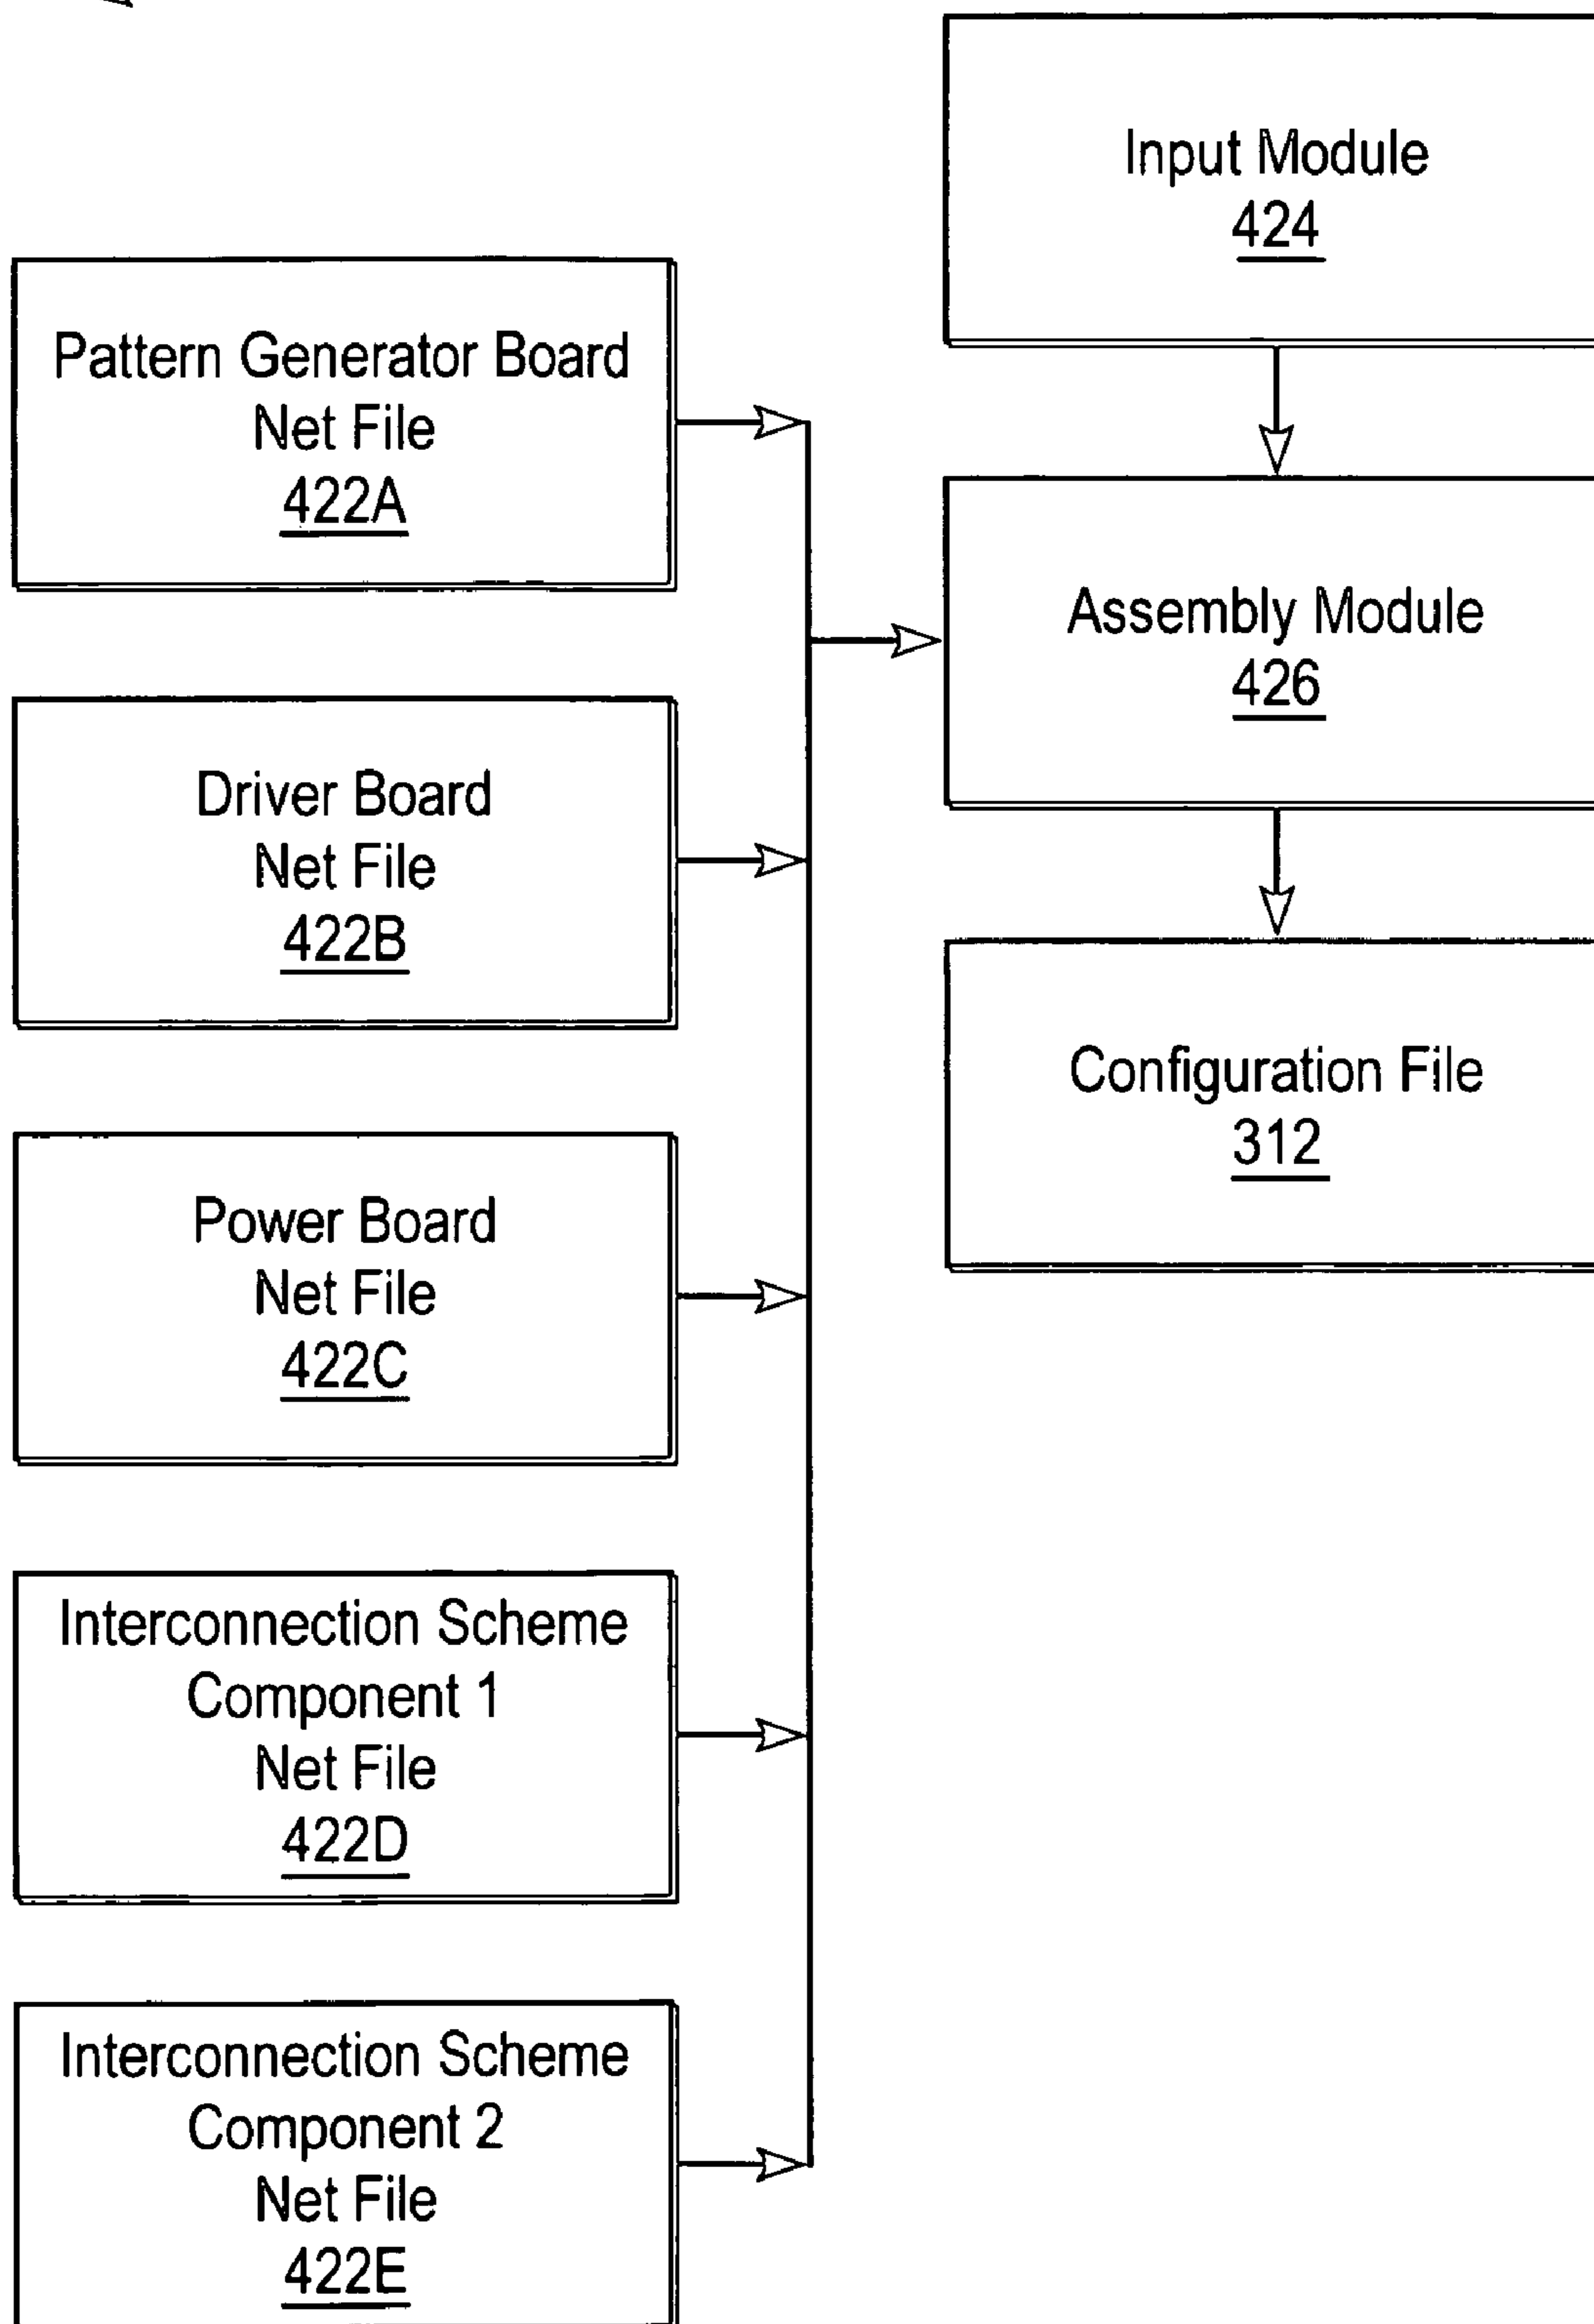 Input Module
424
Pattern Generator Board
Net File
422A
Assembly Module
426
Driver Board
Net File
422B
Configuration File
312
Power Board
Net File
422C
Interconnection Scheme
Component 1
Net File
422D
Interconnection Scheme
Component 2
Net File
422E